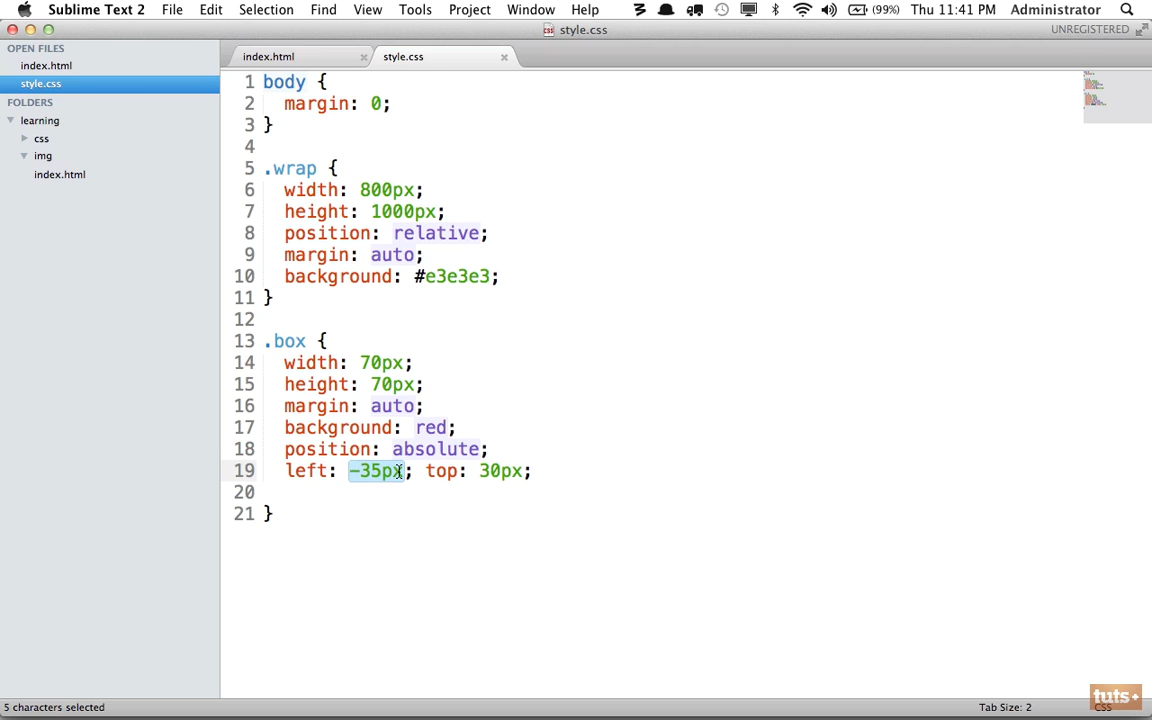 Sublime Text 2 File Edit Selection Find View Tools Project Window Help (99%) Thu 11:41 PM Administrator
style.css UNREGISTERED
OPEN FILES
index.html
style.css
FOLDERS
learning
css
img
index.html
index.html style.css
1 body {
2 margin: 0;
3 }
4
5 .wrap {
6 width: 800px;
7 height: 1000px;
8 position: relative;
9 margin: auto;
10 background: #e3e3e3;
11 }
12
13 .box {
14 width: 70px;
15 height: 70px;
16 margin: auto;
17 background: red;
18 position: absolute;
19 left: -35px; top: 30px;
20
21 }
5 characters selected Tab Size: 2 CSS
tuts+